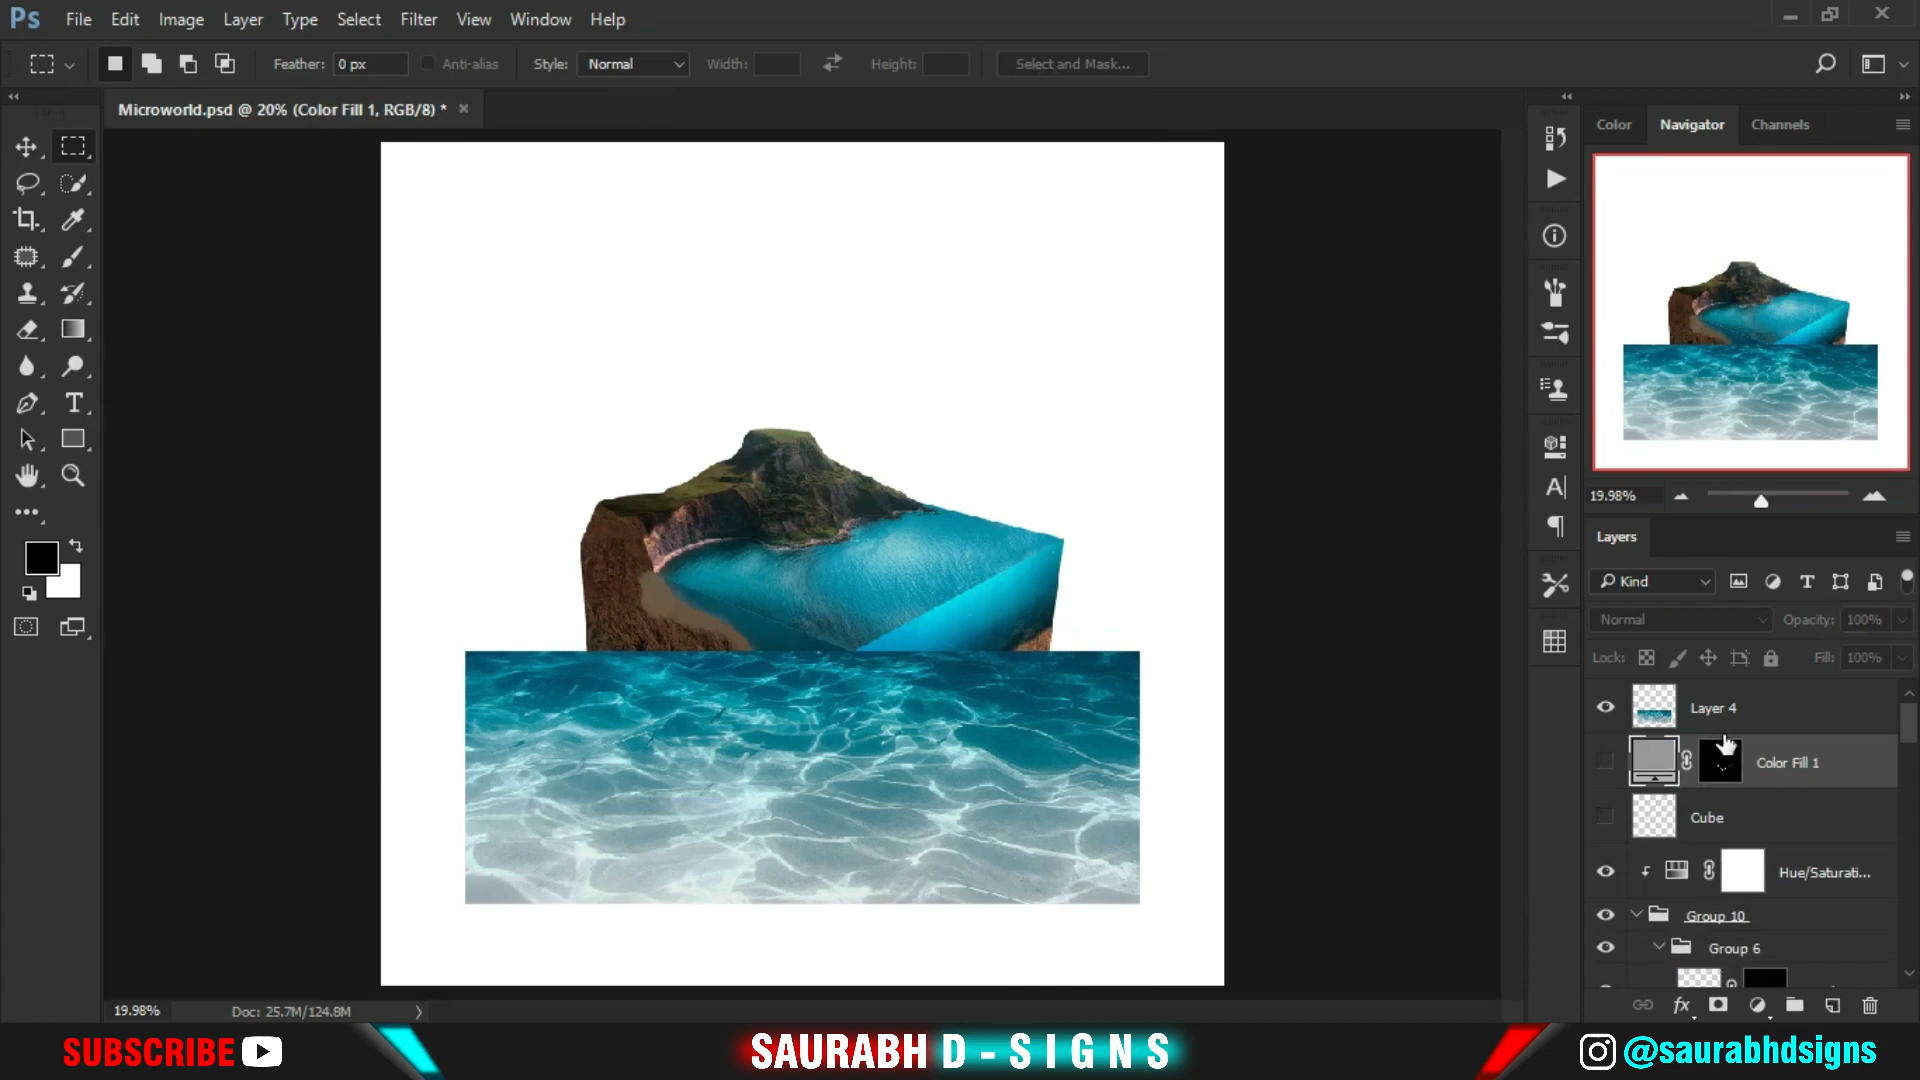 Ps File Edit Image Layer Type Select Filter View Window Help
Feather: 0 px Anti-alias Style: Normal Width: Height: Select and Mask...
Microworld.psd @ 20% (Color Fill 1, RGB/8) *
Color Navigator Channels
19.98%
Layers
Kind
Normal Opacity: 100%
Lock: Fill: 100%
Layer 4
Color Fill 1
Cube
Hue/Saturati...
Group 10
Group 6
19.98% Doc: 25.7M/124.8M
SUBSCRIBE
SAURABH D-SIGNS
@saurabhdsigns